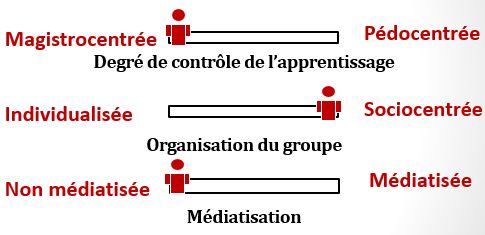 Magistrocentrée Pédocentrée
Degré de contrôle de l'apprentissage
Individualisée Sociocentrée
Organisation du groupe
Non médiatisée Médiatisée
Médiatisation